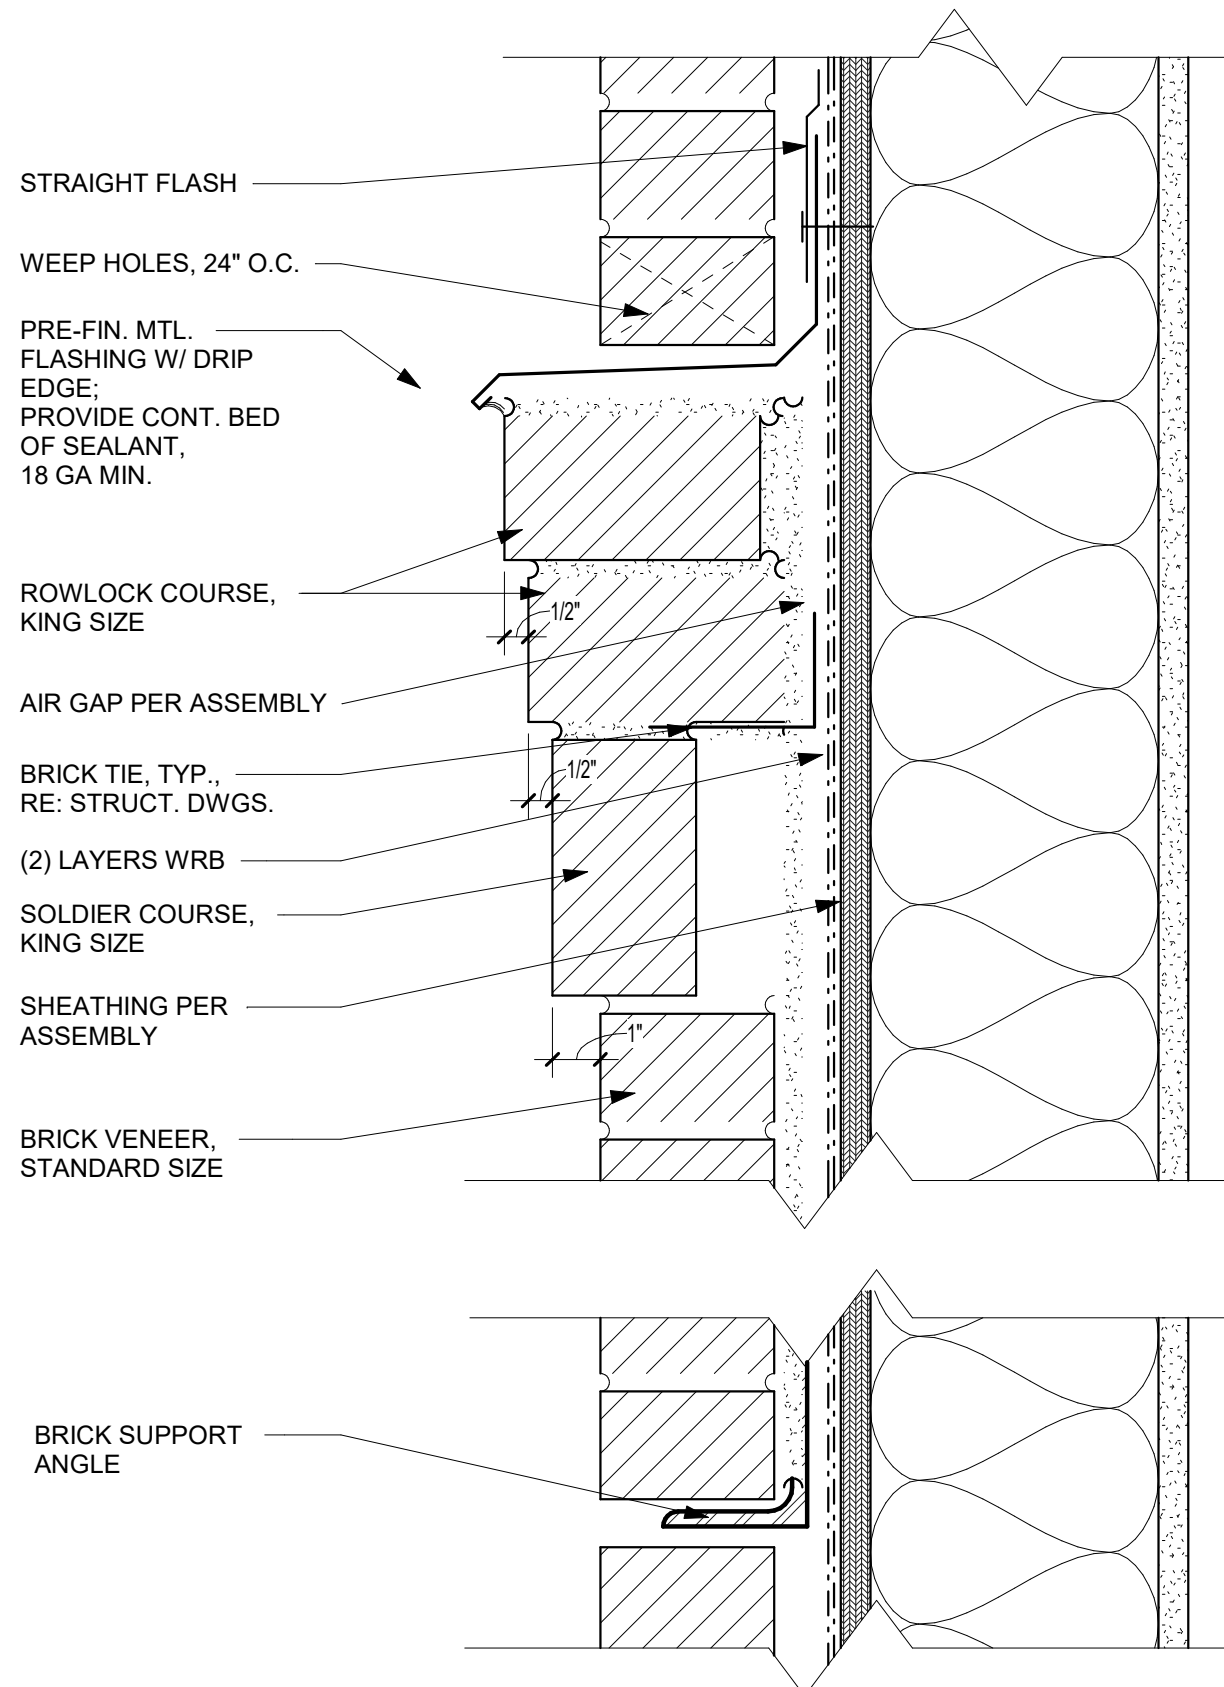 STRAIGHT FLASH
WEEP HOLES, 24" O.C.
PRE-FIN. MTL.
FLASHING W/ DRIP
EDGE;
PROVIDE CONT. BED
OF SEALANT,
18 GA MIN.
ROWLOCK COURSE,
KING SIZE
1/2"
AIR GAP PER ASSEMBLY
BRICK TIE, TYP.,
RE: STRUCT. DWGS.
1/2"
(2) LAYERS WRB
SOLDIER COURSE,
KING SIZE
SHEATHING PER
ASSEMBLY
1"
BRICK VENEER,
STANDARD SIZE
BRICK SUPPORT
ANGLE